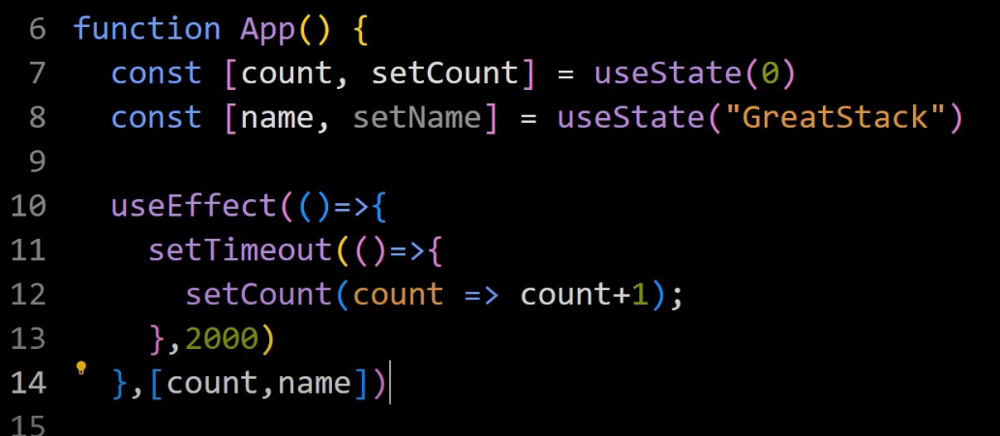 6 function App() {
7 const [count, setCount] = useState(0)
8 const [name, setName] = useState("GreatStack")
9
10 useEffect(()=>{
11 setTimeout(()=>{
12 setCount(count => count+1);
13 },2000)
14 },[count,name])
15